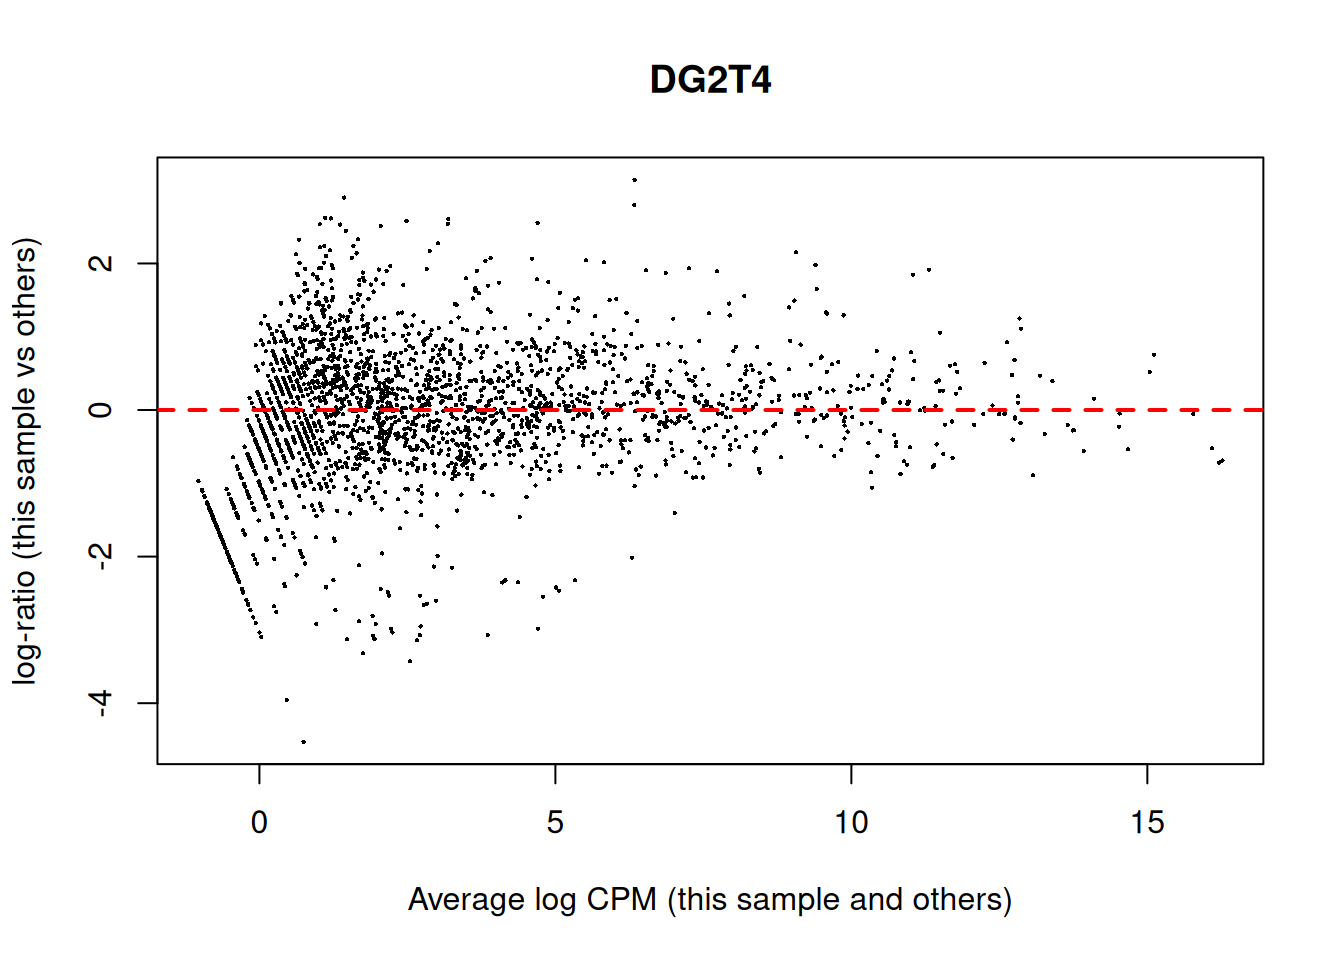 DG2T4
log-ratio (this sample vs others)
2
0
-2
-4
0 5 10 15
Average log CPM (this sample and others)